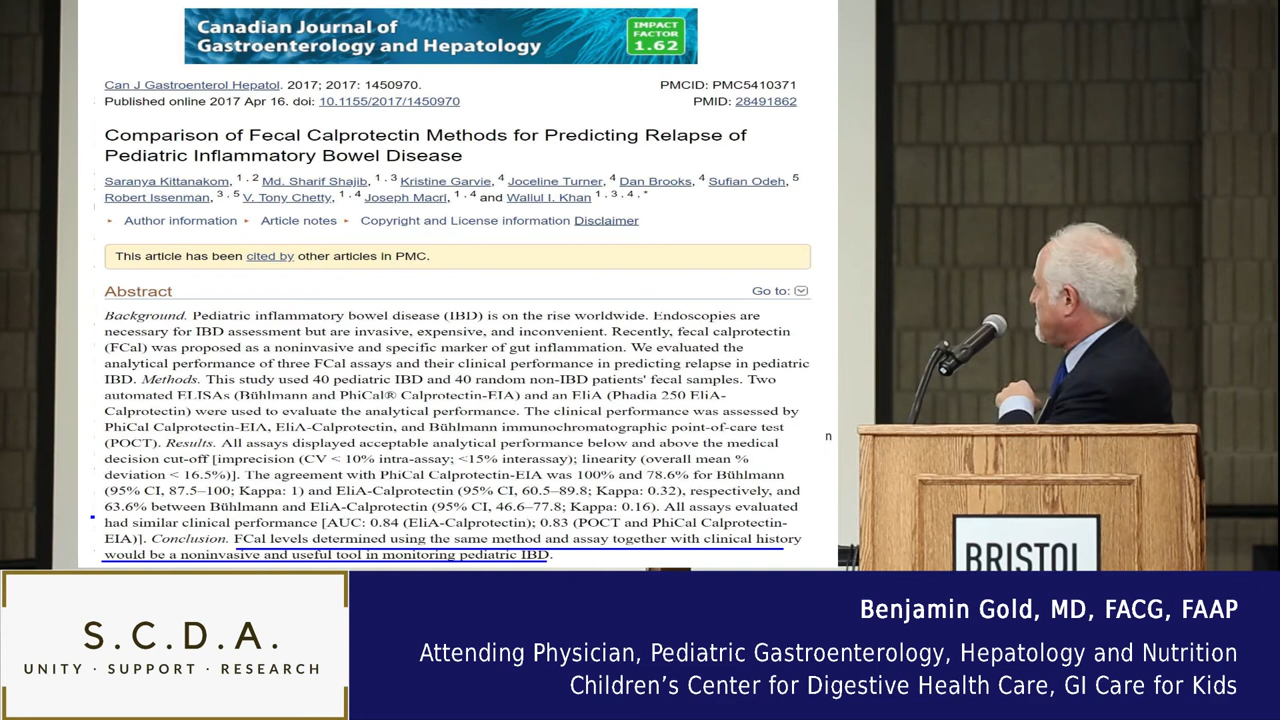 Canadian Journal of
Gastroenterology and Hepatology
IMPACT
FACTOR
1.62
Can J Gastroenterol Hepatol. 2017; 2017: 1450970.
PMCID: PMC5410371
Published online 2017 Apr 16. doi: 10.1155/2017/1450970
PMID: 28491862
Comparison of Fecal Calprotectin Methods for Predicting Relapse of
Pediatric Inflammatory Bowel Disease
Saranya Kittanakom, 1 , 2 Md. Sharif Shajib, 1 , 3 Kristine Garvie, 4 Joceline Turner, 4 Dan Brooks, 4 Sufian Odeh, 5
Robert Issenman, 3 , 5 V. Tony Chetty, 1 , 4 Joseph Macri, 1 , 4 and Waliul I. Khan 1 , 3 , 4 , *
Author information Article notes Copyright and License information Disclaimer
This article has been cited by other articles in PMC.
Abstract
Go to:
Background. Pediatric inflammatory bowel disease (IBD) is on the rise worldwide. Endoscopies are
necessary for IBD assessment but are invasive, expensive, and inconvenient. Recently, fecal calprotectin
(FCal) was proposed as a noninvasive and specific marker of gut inflammation. We evaluated the
analytical performance of three FCal assays and their clinical performance in predicting relapse in pediatric
IBD. Methods. This study used 40 pediatric IBD and 40 random non-IBD patients' fecal samples. Two
automated ELISAs (Bühlmann and PhiCal® Calprotectin-EIA) and an EliA (Phadia 250 EliA-
Calprotectin) were used to evaluate the analytical performance. The clinical performance was assessed by
PhiCal Calprotectin-EIA, EliA-Calprotectin, and Bühlmann immunochromatographic point-of-care test
(POCT). Results. All assays displayed acceptable analytical performance below and above the medical
decision cut-off [imprecision (CV < 10% intra-assay; <15% interassay); linearity (overall mean %
deviation < 16.5%)]. The agreement with PhiCal Calprotectin-EIA was 100% and 78.6% for Bühlmann
(95% CI, 87.5–100; Kappa: 1) and EliA-Calprotectin (95% CI, 60.5–89.8; Kappa: 0.32), respectively, and
63.6% between Bühlmann and EliA-Calprotectin (95% CI, 46.6–77.8; Kappa: 0.16). All assays evaluated
had similar clinical performance [AUC: 0.84 (EliA-Calprotectin); 0.83 (POCT and PhiCal Calprotectin-
EIA)]. Conclusion. FCal levels determined using the same method and assay together with clinical history
would be a noninvasive and useful tool in monitoring pediatric IBD.
n
BRISTOL
S.C.D.A.
UNITY · SUPPORT · RESEARCH
Benjamin Gold, MD, FACG, FAAP
Attending Physician, Pediatric Gastroenterology, Hepatology and Nutrition
Children's Center for Digestive Health Care, GI Care for Kids